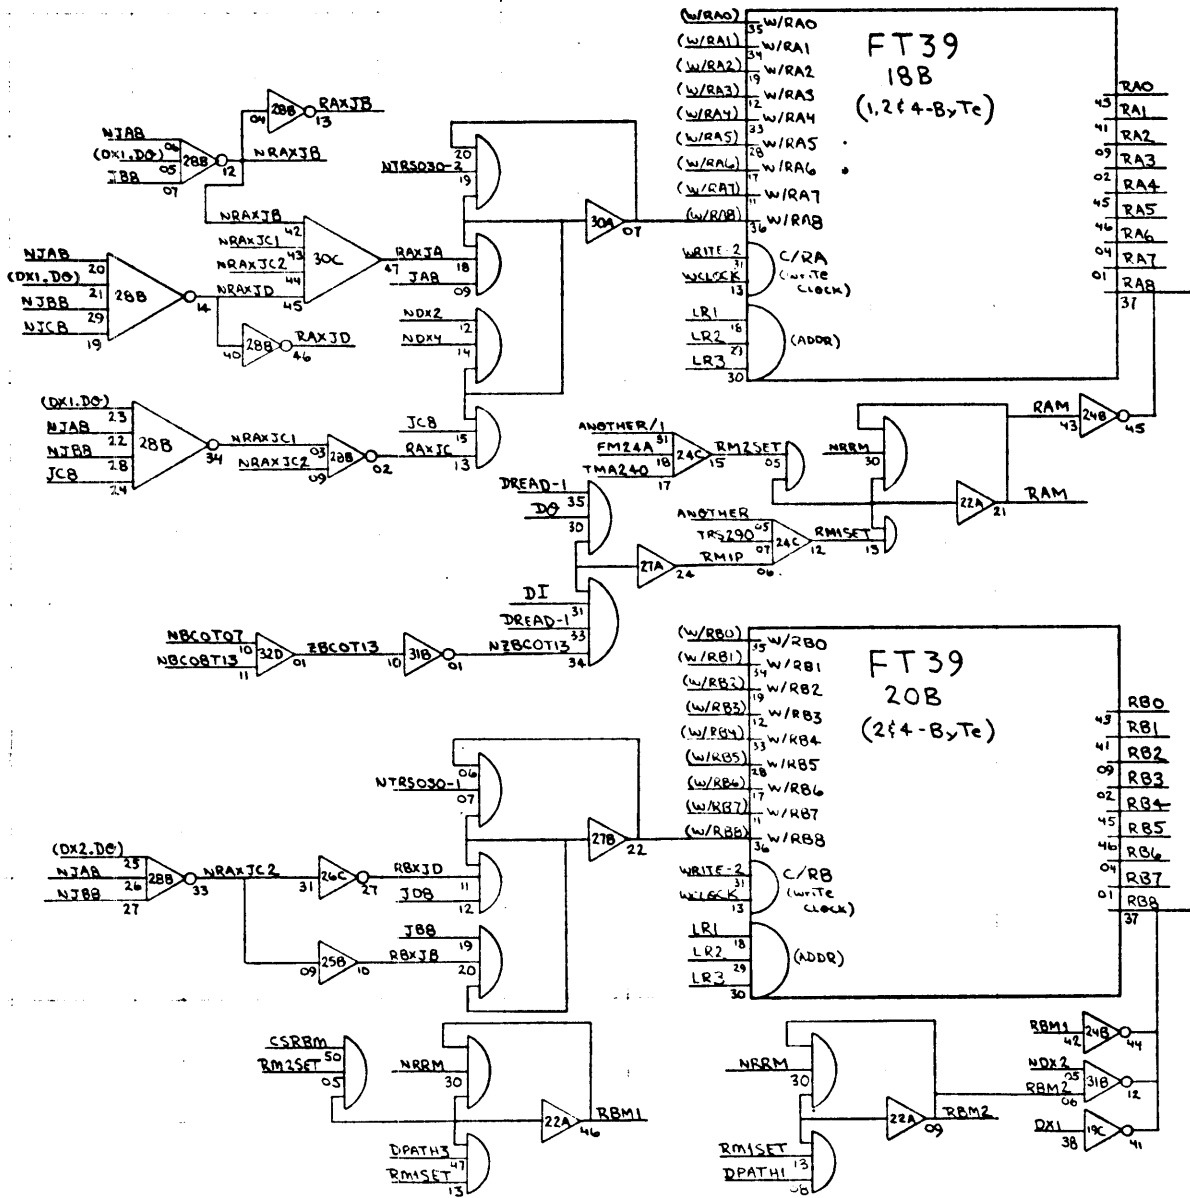 (W/RA0)
35 W/RA0
(W/RA1)
34 W/RA1
(W/RA2)
19 W/RA2
(W/RA3)
12 W/RA3
(W/RA4)
33 W/RA4
(W/RA5)
28 W/RA5
(W/RA6)
17 W/RA6
(W/RA7)
11 W/RA7
(W/RA8)
36 W/RA8
FT39
18B
(1,2&4-ByTe)
WRITE-2
31
WCLOCK
13
C/RA
(Write
CLOCK)
LR1
18
LR2
LR3
30
(ADDR)
RA0
43
RA1
41
RA2
09
RA3
02
RA4
45
RA5
46
RA6
04
RA7
01
RA8
37
04 28B 13 RAXJB
NJAB
06
(DX1.DO)
05
JBB
07
28B
12
NRAXJB
NRAXJB
42
NRAXJC1
43
NRAXJC2
44
NRAXJD
45
30C
47
RAXJA
18
JAB
09
20
NTRS030-2
19
30A
07
NJAB
20
(DX1.DO)
21
NJBB
29
NJCB
19
28B
14
40 28B 46 RAXJD
NDX2
12
NDX4
14
(DX1.DO)
23
NJAB
22
NJBB
28
JCB
24
28B
34
NRAXJC1
03
NRAXJC2
09
28B
02
JCB
15
RAXJC
13
ANOTHER/1
31
FM24A
18
TMA240
17
24C
15
RM2SET
05
NRRM
30
22A
21
RAM
RAM
43
24B
45
DREAD-1
35
DO
30
ANOTHER
05
TRS290
07
RM1P
06
24C
12
RM1SET
13
27A
24
DI
31
DREAD-1
33
NZBCOT13
34
NBCOT07
10
NBCOBT13
11
32D
01
ZBCOT13
10
31B
01
(W/RB0)
35 W/RB0
(W/RB1)
34 W/RB1
(W/RB2)
19 W/RB2
(W/RB3)
12 W/RB3
(W/RB4)
33 W/RB4
(W/RB5)
28 W/RB5
(W/RB6)
17 W/RB6
(W/RB7)
11 W/RB7
(W/RB8)
36 W/RB8
FT39
20B
(2&4-ByTe)
WRITE-2
31
WCLOCK
13
C/RB
(Write
CLOCK)
LR1
18
LR2
29
LR3
30
(ADDR)
RB0
43
RB1
41
RB2
09
RB3
02
RB4
45
RB5
46
RB6
04
RB7
01
RB8
37
06
NTRS030-1
07
27B
22
(DX2.DO)
25
NJAB
26
NJBB
27
28B
33
NRAXJC2
31
26C
27
RBXJD
11
JDB
12
JBB
19
09
25B
10
RBXJB
20
CSRBM
50
RM2SET
05
NRRM
30
22A
46
RBM1
DPATH3
47
RM1SET
13
NRRM
30
22A
09
RBM2
RM1SET
13
DPATH1
08
RBM1
42
24B
44
NDX2
05
RBM2
06
31B
12
DX1
38
19C
41